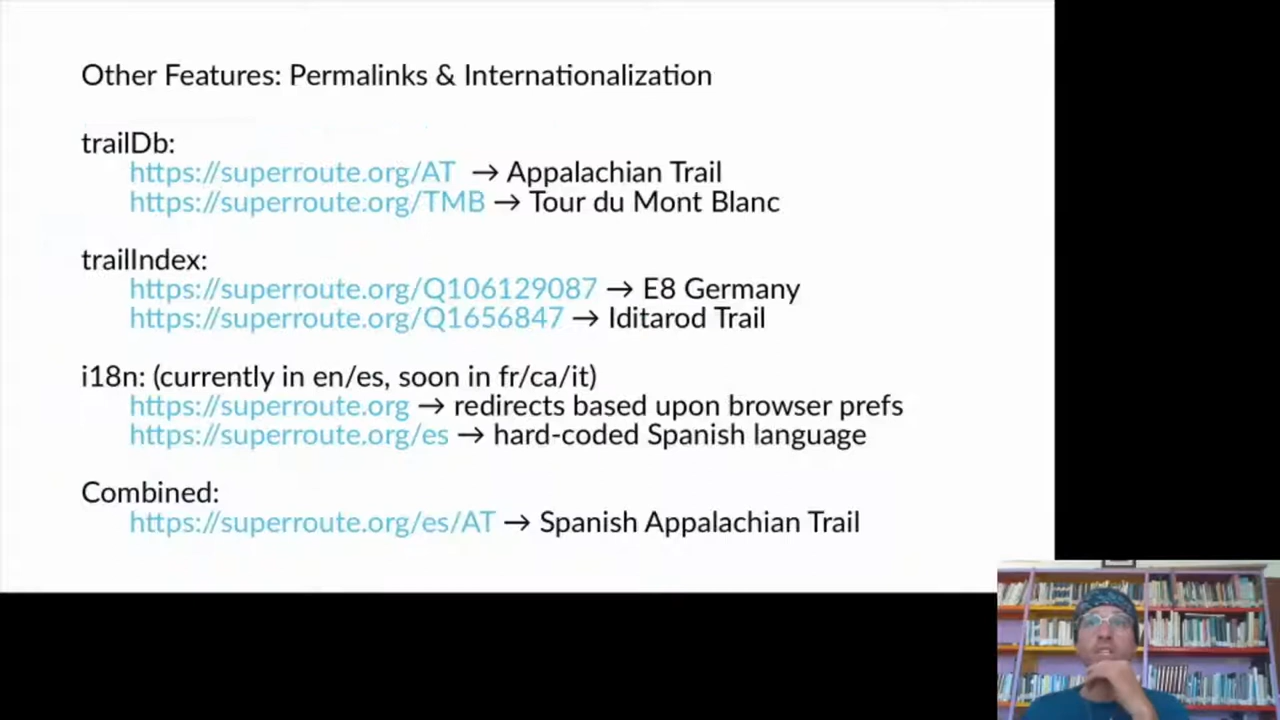 Other Features: Permalinks & Internationalization
trailDb:
https://superroute.org/AT → Appalachian Trail
https://superroute.org/TMB → Tour du Mont Blanc
trailIndex:
https://superroute.org/Q106129087 → E8 Germany
https://superroute.org/Q1656847 → Iditarod Trail
i18n: (currently in en/es, soon in fr/ca/it)
https://superroute.org → redirects based upon browser prefs
https://superroute.org/es → hard-coded Spanish language
Combined:
https://superroute.org/es/AT → Spanish Appalachian Trail